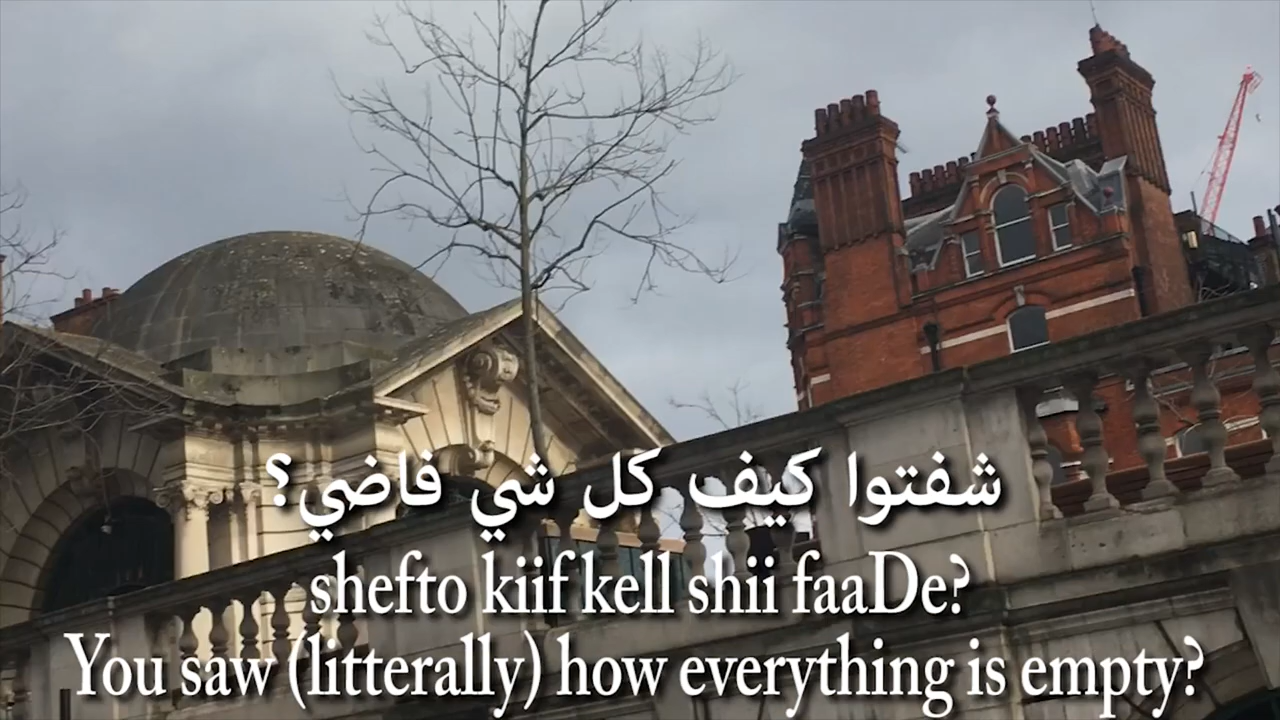 شفتوا كيف كل شي فاضي؟
shefto kiif kell shii faaDe?
You saw (litterally) how everything is empty?